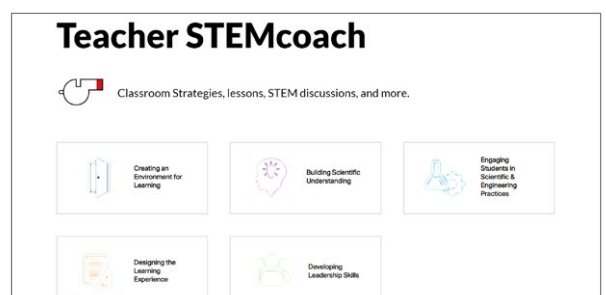 Teacher STEMcoach
Classroom Strategies, lessons, STEM discussions, and more.
Creating an
Environment for
Learning
Building Scientific
Understanding
Engaging
Students in
Scientific &
Engineering
Practices
Designing the
Learning
Experience
Developing
Leadership Skills